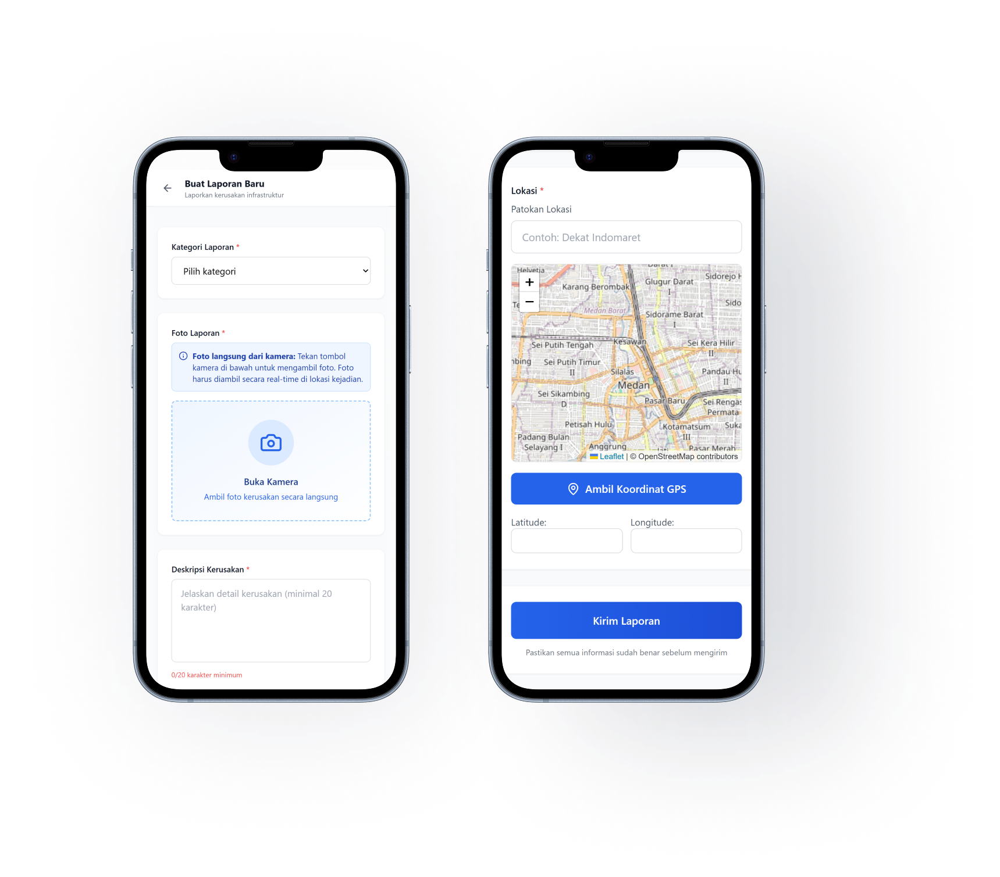 Buat Laporan Baru
Laporkan kerusakan infrastruktur
Kategori Laporan *
Pilih kategori
Foto Laporan *
Foto langsung dari kamera: Tekan tombol
kamera di bawah untuk mengambil foto. Foto
harus diambil secara real-time di lokasi kejadian.
Buka Kamera
Ambil foto kerusakan secara langsung
Deskripsi Kerusakan *
Jelaskan detail kerusakan (minimal 20
karakter)
0/20 karakter minimum
Lokasi *
Patokan Lokasi
Contoh: Dekat Indomaret
Helvetia
Darat I
+
Karang Berombak
Glugur Darat
I
Sidorejo H
−
Sido
Medan Barat
Sidorame Barat
I
Kesawan
Sei Putih Tengah
Sei Kera Hilir
II
nbing
Sei Putih Timur
II
Silalas
Pandau Hu
II
Medan
Sei Sikambing
D
Pasar Baru
Sei Rengas
Permata
Petisah Hulu
Kotamatsum
III
Suka
Padang Bulan
Selayang I
Anggrung
Jati
Pasar Merah
Leaflet | © OpenStreetMap contributors
Ambil Koordinat GPS
Latitude:
Longitude:
Kirim Laporan
Pastikan semua informasi sudah benar sebelum mengirim